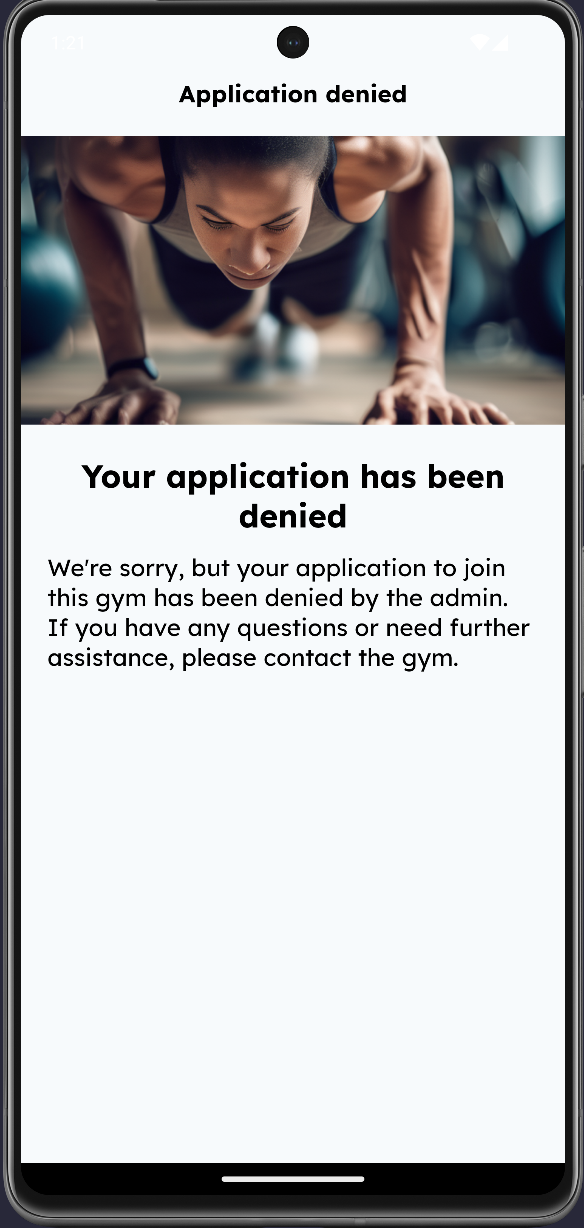 1:21
Application denied
Your application has been
denied
We're sorry, but your application to join
this gym has been denied by the admin.
If you have any questions or need further
assistance, please contact the gym.